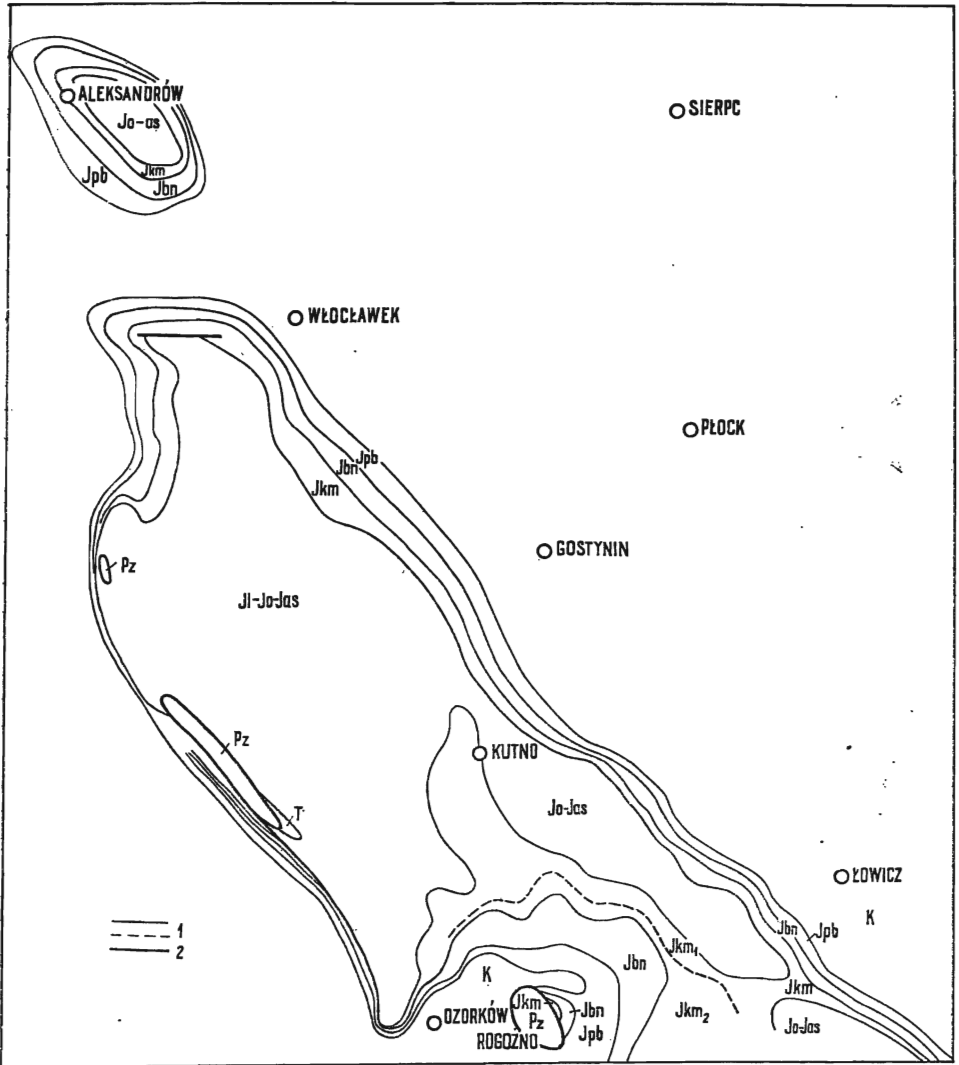 ALEKSANDRÓW
Jo-as
SIERPC
Jkm
Jpb
Jbn
WŁOCŁAWEK
PŁOCK
Jpb
Jbn
Jkm
GOSTYNIN
Pz
Jl-Jo-Jas
Pz
KUTNO
T
Jo-Jas
ŁOWICZ
K
Jbn
Jpb
1
2
Jkm₁
Jbn
K
Jkm
Jkm
Jbn
Pz
Jkm₂
OZORKÓW
Jpb
Jo-Jas
ROGOŹNO